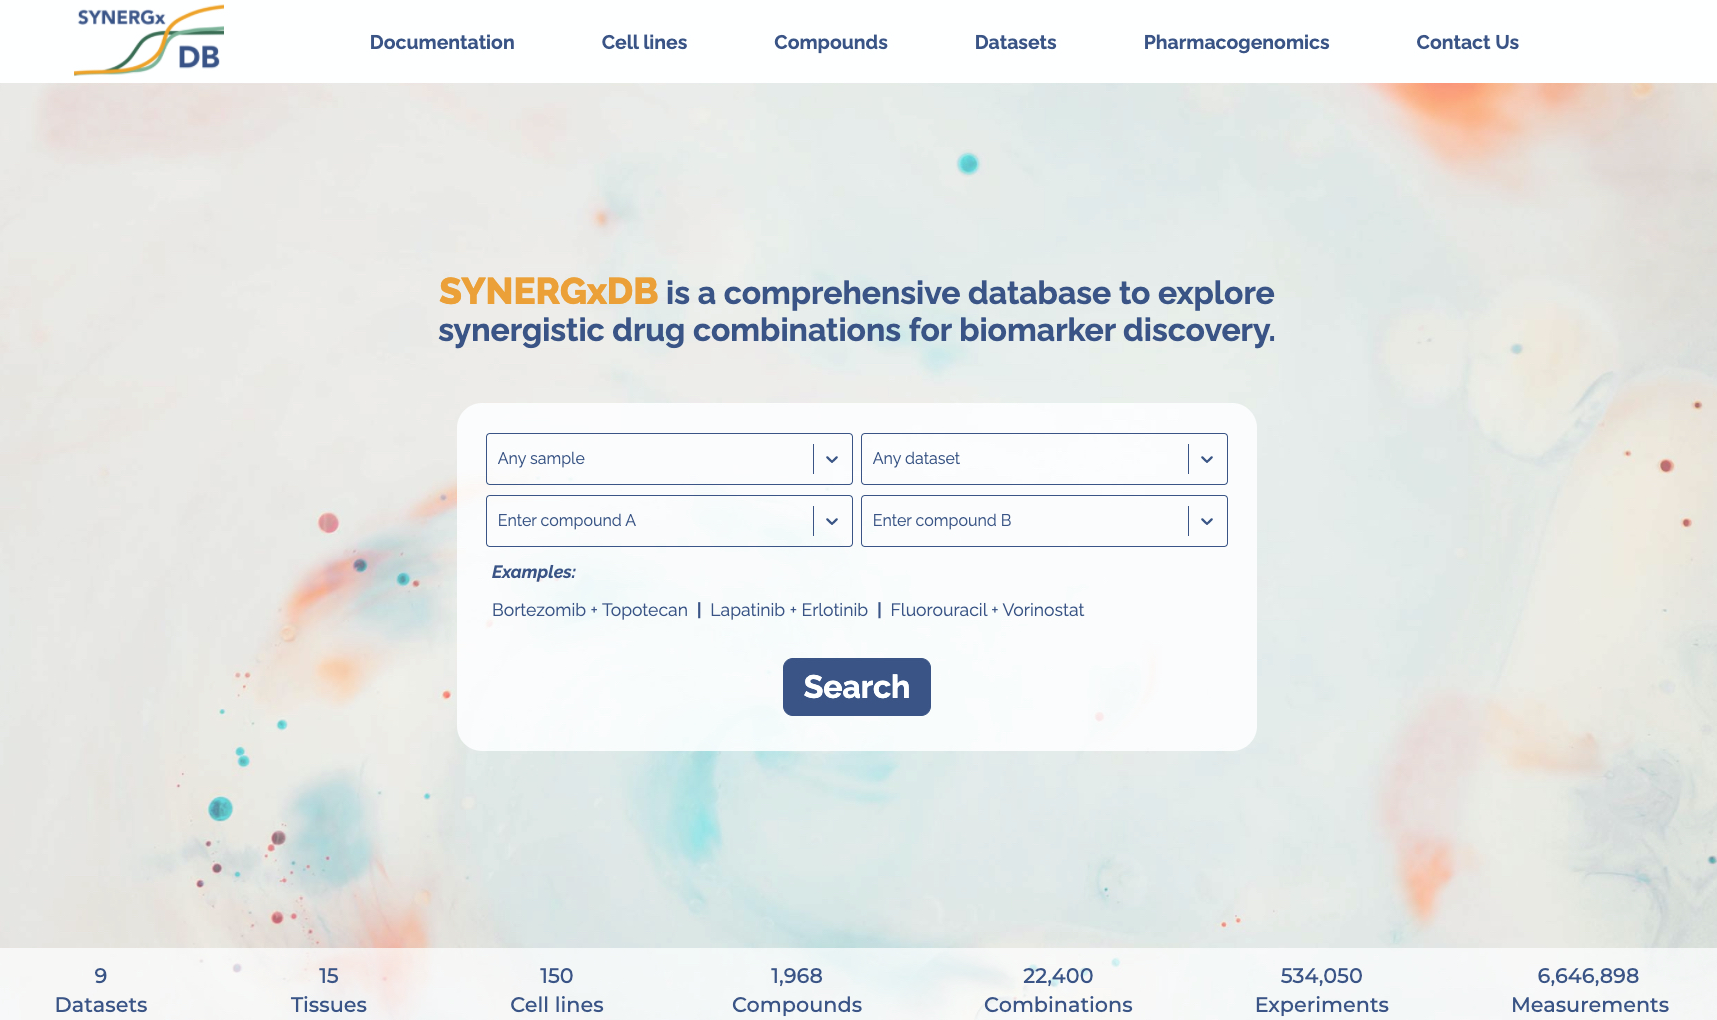 SYNERGx
DB
Documentation
Cell lines
Compounds
Datasets
Pharmacogenomics
Contact Us
SYNERGxDB is a comprehensive database to explore
synergistic drug combinations for biomarker discovery.
Any sample
Any dataset
Enter compound A
Enter compound B
Examples:
Bortezomib + Topotecan | Lapatinib + Erlotinib | Fluorouracil + Vorinostat
Search
9
Datasets
15
Tissues
150
Cell lines
1,968
Compounds
22,400
Combinations
534,050
Experiments
6,646,898
Measurements